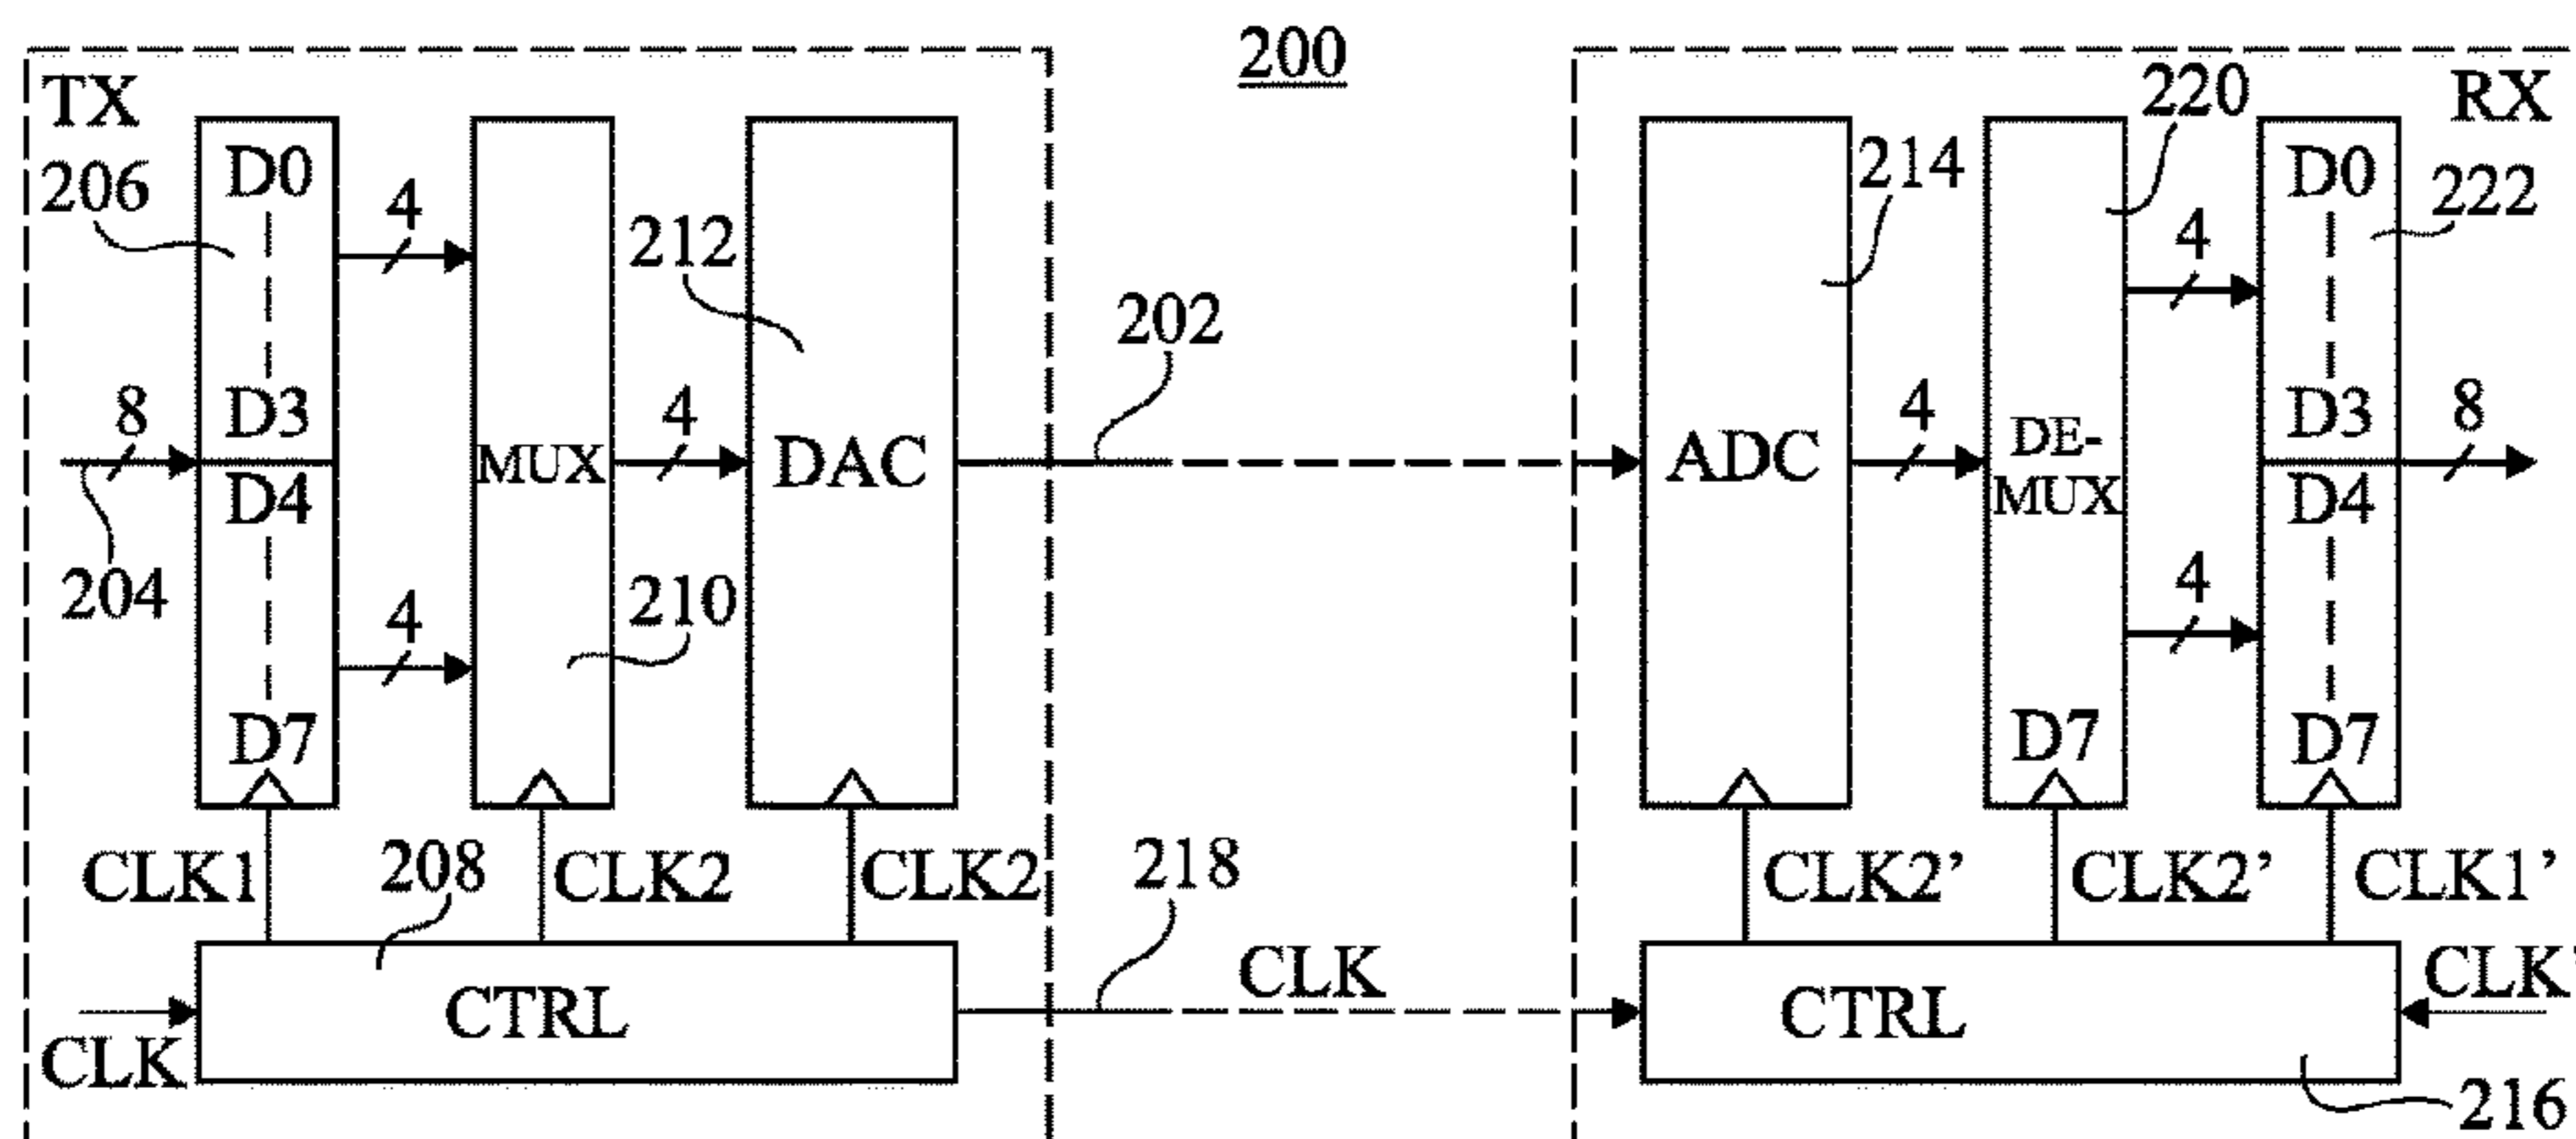 200
TX
220
RX
206
D0
4
212
214
D0
222
4
202
D3
8
4
4
D3
8
MUX
DAC
ADC
DE-
MUX
D4
D4
204
4
210
4
D7
D7
D7
CLK1
208
CLK2
CLK2
218
CLK2’
CLK2’
CLK1’
CLK
CTRL
CLK
CTRL
CLK’
216